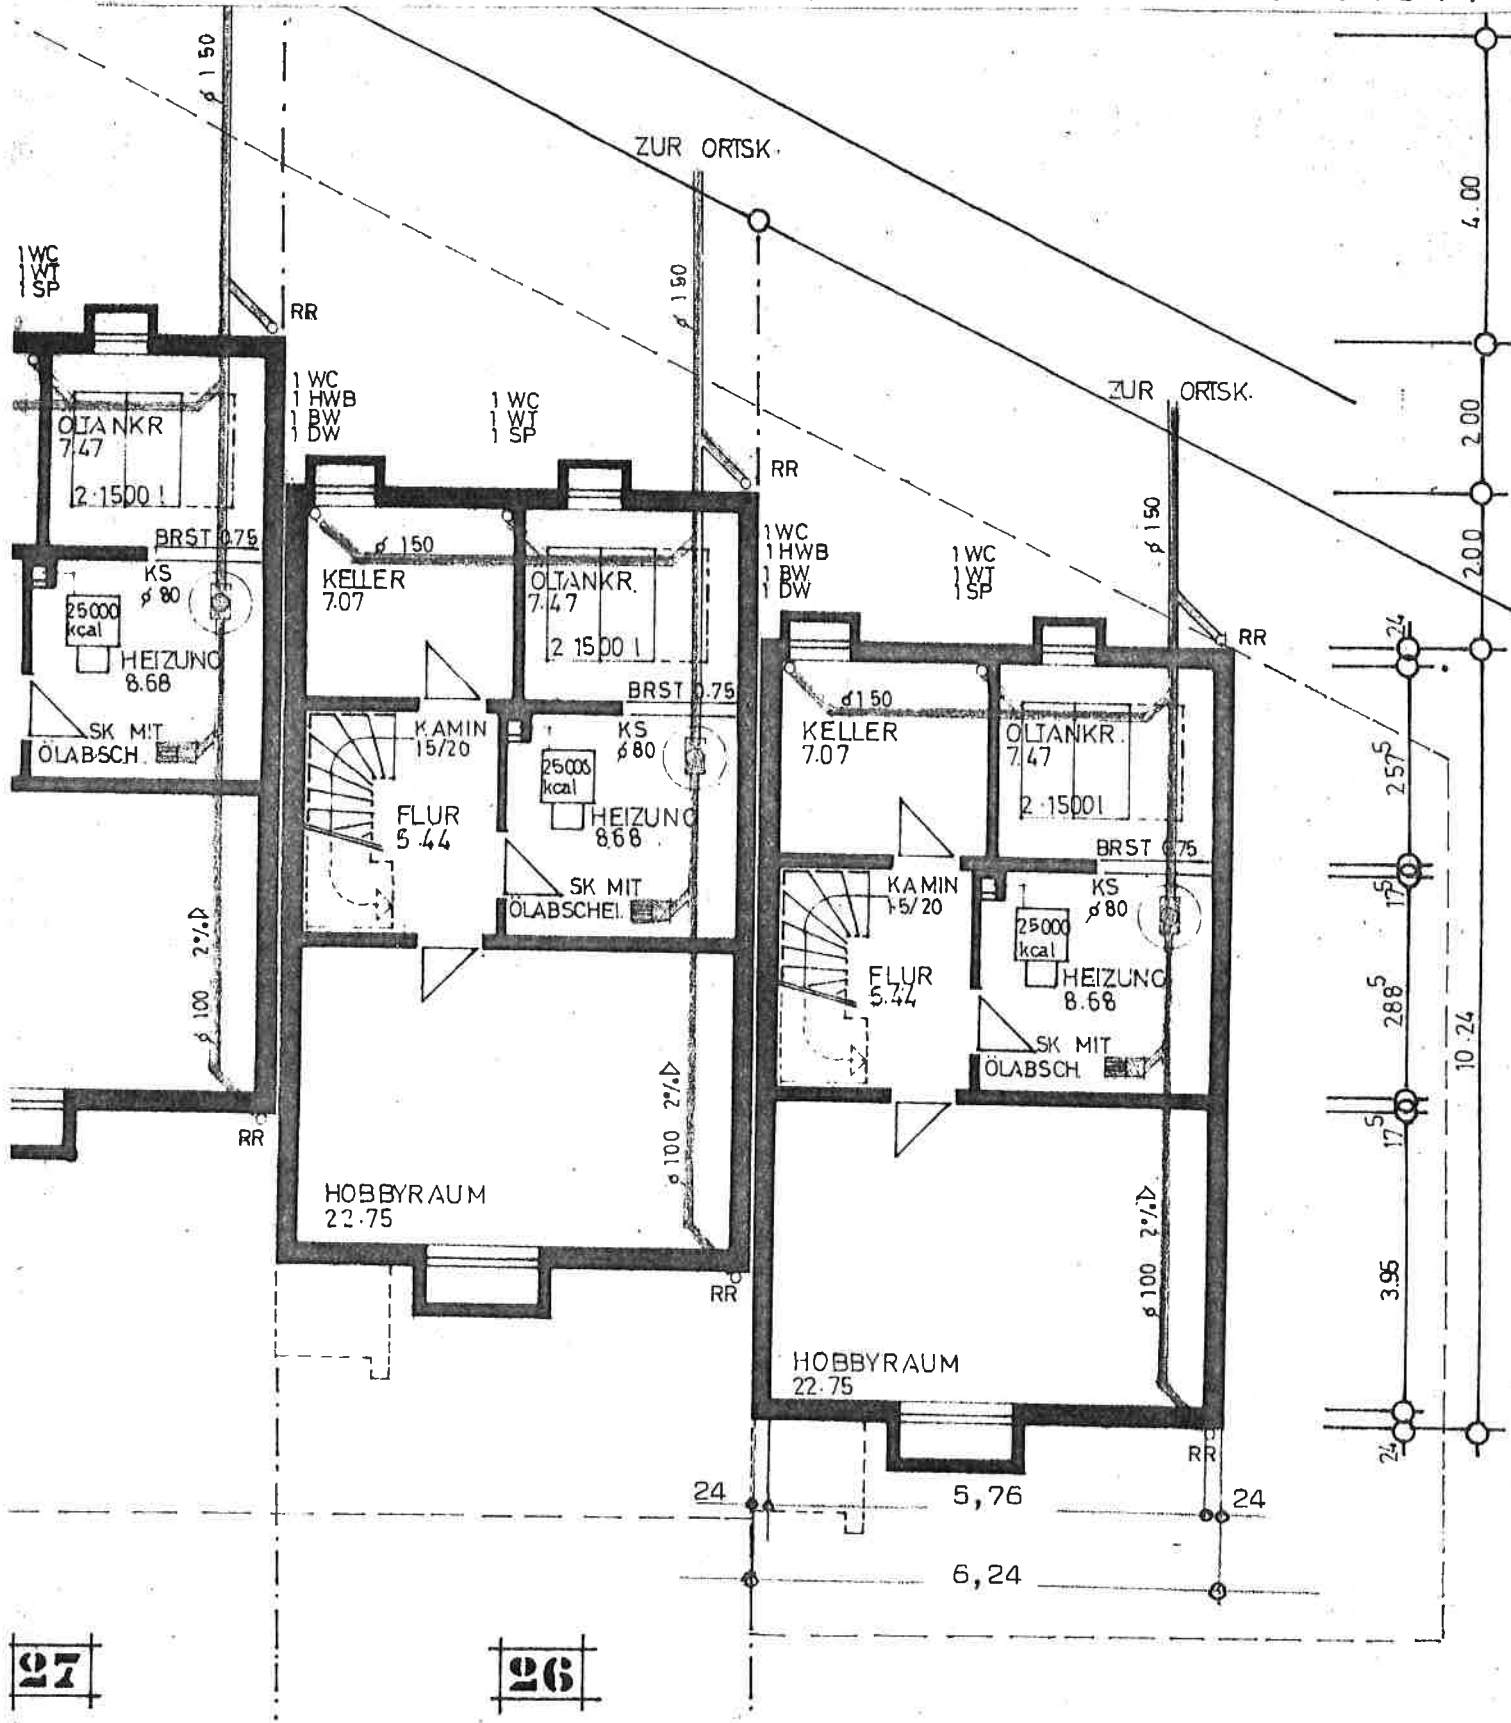 ø 150
ZUR ORTSK.
4.00
1 WC
1 WT
1 SP
RR
ø 150
1 WC
1 HWB
1 BW
1 DW
1 WC
1 WT
1 SP
ZUR ORTSK.
2.00
ÖLTANKR
7.47
2·1500 l
RR
BRST 0.75
KS
ø 80
25000
kcal
HEIZUNG
8.68
SK MIT
ÖLABSCH.
ø 150
KELLER
7.07
ÖLTANKR.
7.47
2 1500 l
1 WC
1 HWB
1 BW
1 DW
1 WC
1 WT
1 SP
ø 150
2.00
RR
24
BRST 0.75
KAMIN
15/20
KS
ø 80
25000
kcal
FLUR
5.44
HEIZUNG
8.68
SK MIT
ÖLABSCHEI.
ø 150
KELLER
7.07
ÖLTANKR.
7.47
2·1500 l
257⁵
BRST 0.75
KAMIN
15/20
KS
ø 80
17⁵
25000
kcal
FLUR
5.44
HEIZUNG
8.68
SK MIT
ÖLABSCH
288⁵
10.24
ø 100 2%
RR
17⁵
ø 100 2%
HOBBYRAUM
22.75
RR
ø 100 2%
3.95
HOBBYRAUM
22.75
RR
24
24
5,76
24
6,24
27
26